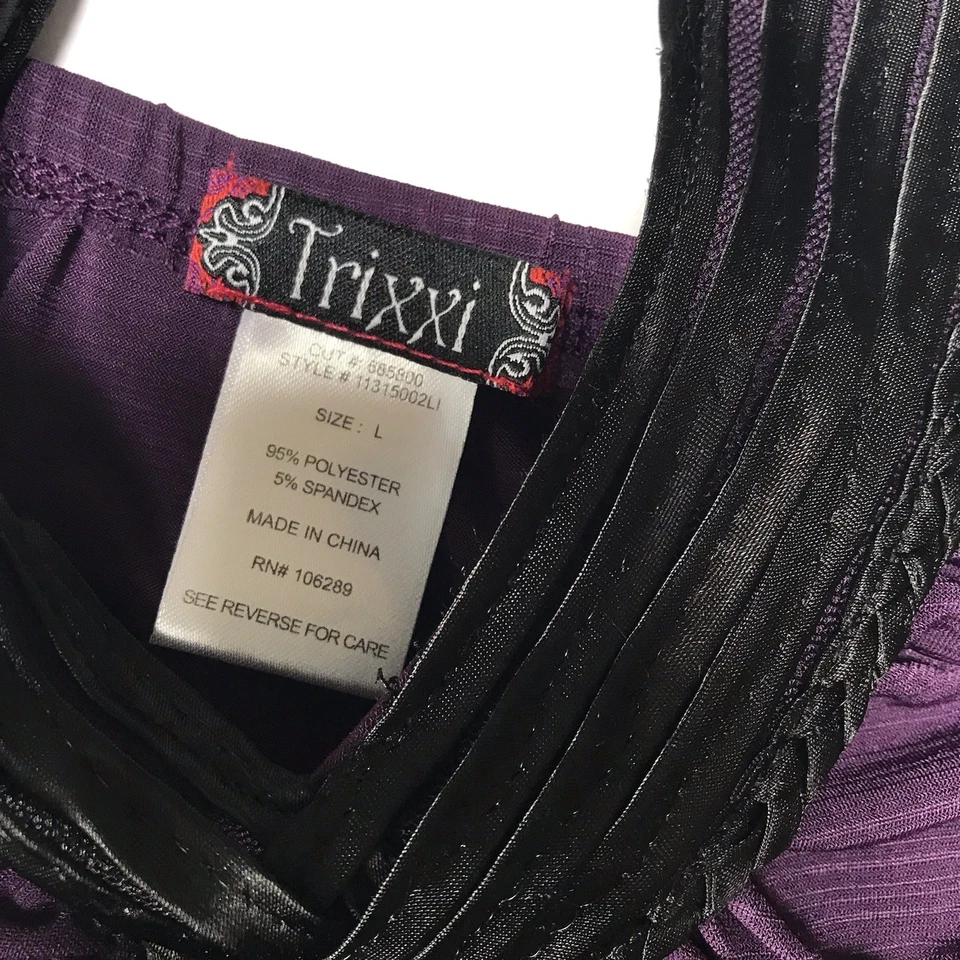 Trixxi
CUT #: 685800
STYLE # 11315002LI
SIZE : L
95% POLYESTER
5% SPANDEX
MADE IN CHINA
RN# 106289
SEE REVERSE FOR CARE